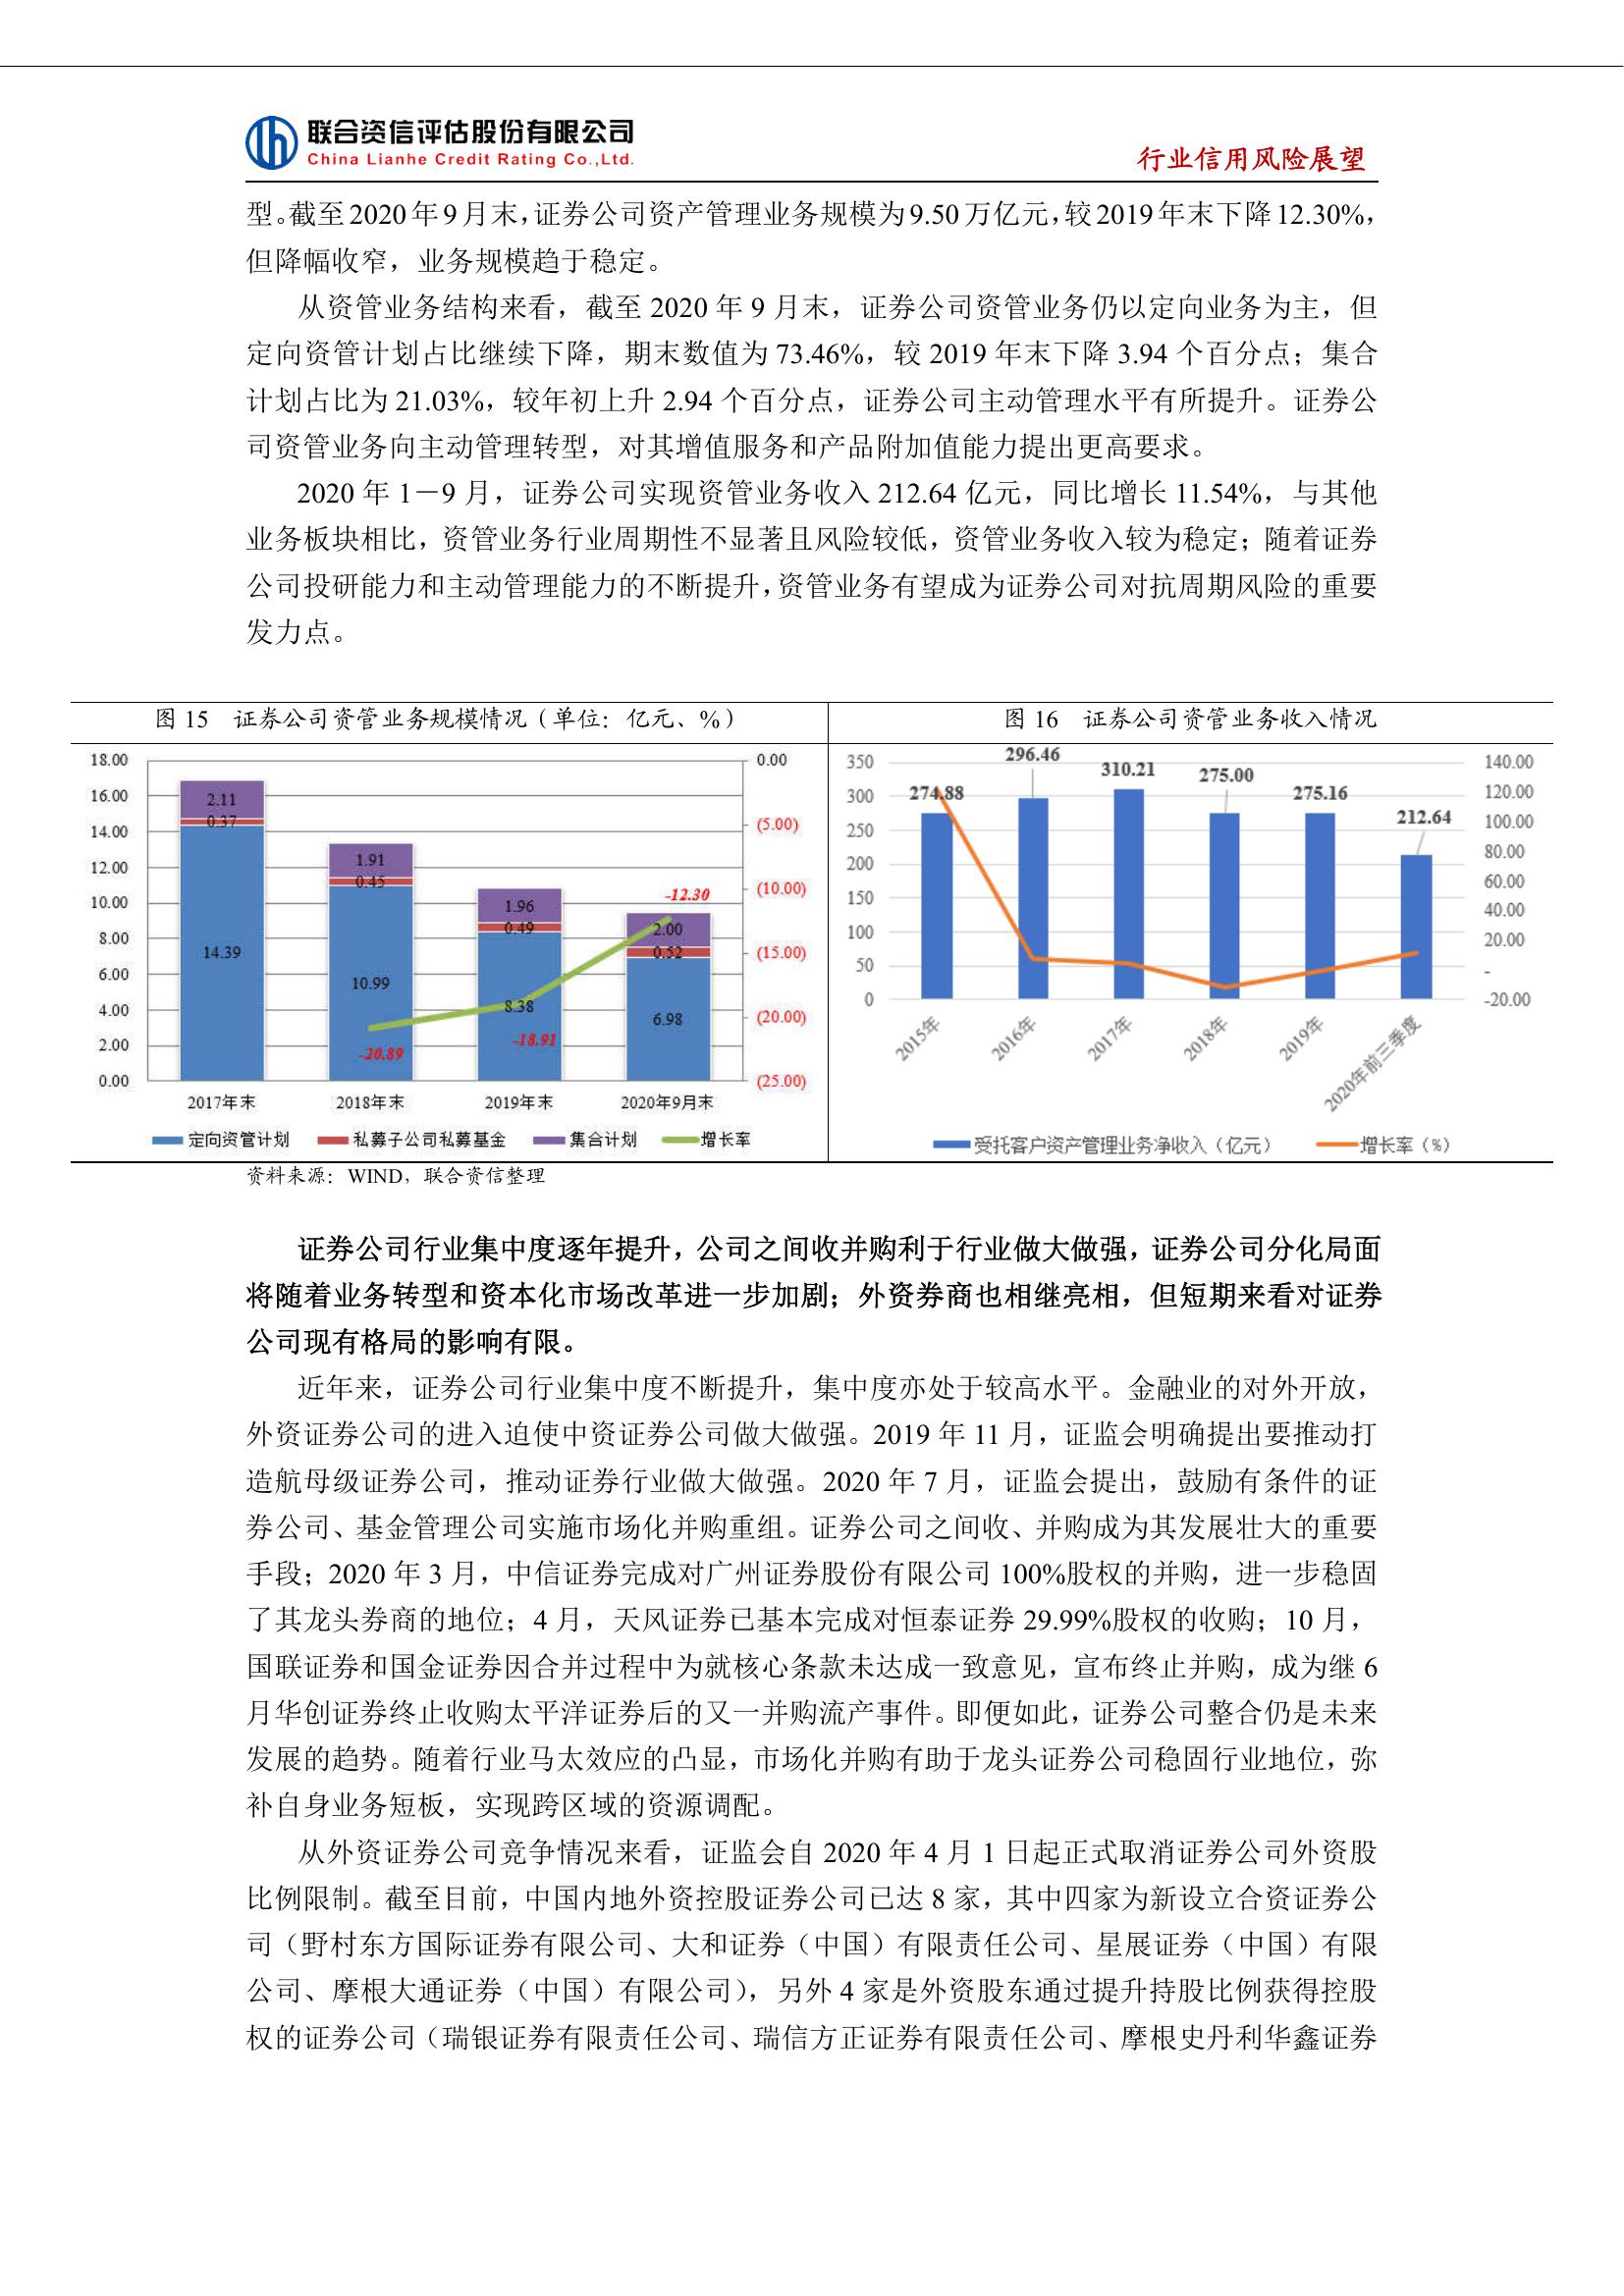 联合资信评估股份有限公司
China Lianhe Credit Rating Co.,Ltd.
行业信用风险展望
型。截至2020年9月末，证券公司资产管理业务规模为9.50万亿元，较2019年末下降12.30%，
但降幅收窄，业务规模趋于稳定。
从资管业务结构来看，截至 2020 年 9 月末，证券公司资管业务仍以定向业务为主，但
定向资管计划占比继续下降，期末数值为 73.46%，较 2019 年末下降 3.94 个百分点；集合
计划占比为 21.03%，较年初上升 2.94 个百分点，证券公司主动管理水平有所提升。证券公
司资管业务向主动管理转型，对其增值服务和产品附加值能力提出更高要求。
2020 年 1－9 月，证券公司实现资管业务收入 212.64 亿元，同比增长 11.54%，与其他
业务板块相比，资管业务行业周期性不显著且风险较低，资管业务收入较为稳定；随着证券
公司投研能力和主动管理能力的不断提升，资管业务有望成为证券公司对抗周期风险的重要
发力点。
图 15 证券公司资管业务规模情况（单位：亿元、%）
18.00
16.00
14.00
12.00
10.00
8.00
6.00
4.00
2.00
0.00
0.00
(5.00)
(10.00)
(15.00)
(20.00)
(25.00)
2.11
0.37
14.39
1.91
0.45
10.99
-20.89
1.96
0.49
8.38
-18.91
-12.30
2.00
0.52
6.98
2017年末
2018年末
2019年末
2020年9月末
定向资管计划
私募子公司私募基金
集合计划
增长率
图 16 证券公司资管业务收入情况
350
300
250
200
150
100
50
0
140.00
120.00
100.00
80.00
60.00
40.00
20.00
-
-20.00
274.88
296.46
310.21
275.00
275.16
212.64
2015年
2016年
2017年
2018年
2019年
2020年前三季度
受托客户资产管理业务净收入（亿元）
增长率（%）
资料来源：WIND，联合资信整理
证券公司行业集中度逐年提升，公司之间收并购利于行业做大做强，证券公司分化局面
将随着业务转型和资本化市场改革进一步加剧；外资券商也相继亮相，但短期来看对证券
公司现有格局的影响有限。
近年来，证券公司行业集中度不断提升，集中度亦处于较高水平。金融业的对外开放，
外资证券公司的进入迫使中资证券公司做大做强。2019 年 11 月，证监会明确提出要推动打
造航母级证券公司，推动证券行业做大做强。2020 年 7 月，证监会提出，鼓励有条件的证
券公司、基金管理公司实施市场化并购重组。证券公司之间收、并购成为其发展壮大的重要
手段；2020 年 3 月，中信证券完成对广州证券股份有限公司 100%股权的并购，进一步稳固
了其龙头券商的地位；4 月，天风证券已基本完成对恒泰证券 29.99%股权的收购；10 月，
国联证券和国金证券因合并过程中为就核心条款未达成一致意见，宣布终止并购，成为继 6
月华创证券终止收购太平洋证券后的又一并购流产事件。即便如此，证券公司整合仍是未来
发展的趋势。随着行业马太效应的凸显，市场化并购有助于龙头证券公司稳固行业地位，弥
补自身业务短板，实现跨区域的资源调配。
从外资证券公司竞争情况来看，证监会自 2020 年 4 月 1 日起正式取消证券公司外资股
比例限制。截至目前，中国内地外资控股证券公司已达 8 家，其中四家为新设立合资证券公
司（野村东方国际证券有限公司、大和证券（中国）有限责任公司、星展证券（中国）有限
公司、摩根大通证券（中国）有限公司），另外 4 家是外资股东通过提升持股比例获得控股
权的证券公司（瑞银证券有限责任公司、瑞信方正证券有限责任公司、摩根史丹利华鑫证券